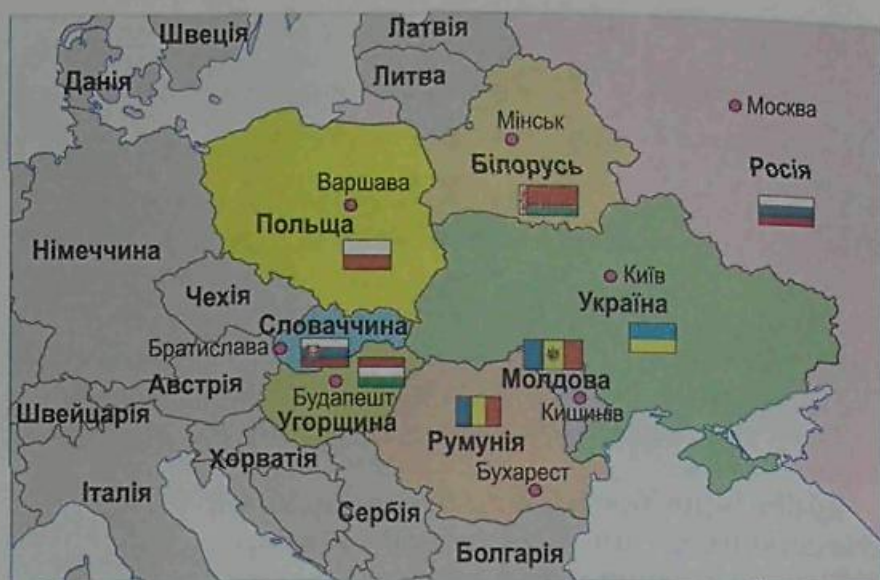 Швеція
Латвія
Данія
Литва
Москва
Мінськ
Білорусь
Росія
Варшава
Польща
Німеччина
Київ
Чехія
Україна
Словаччина
Братислава
Австрія
Молдова
Будапешт
Швейцарія
Угорщина
Кишинів
Румунія
Хорватія
Бухарест
Італія
Сербія
Болгарія